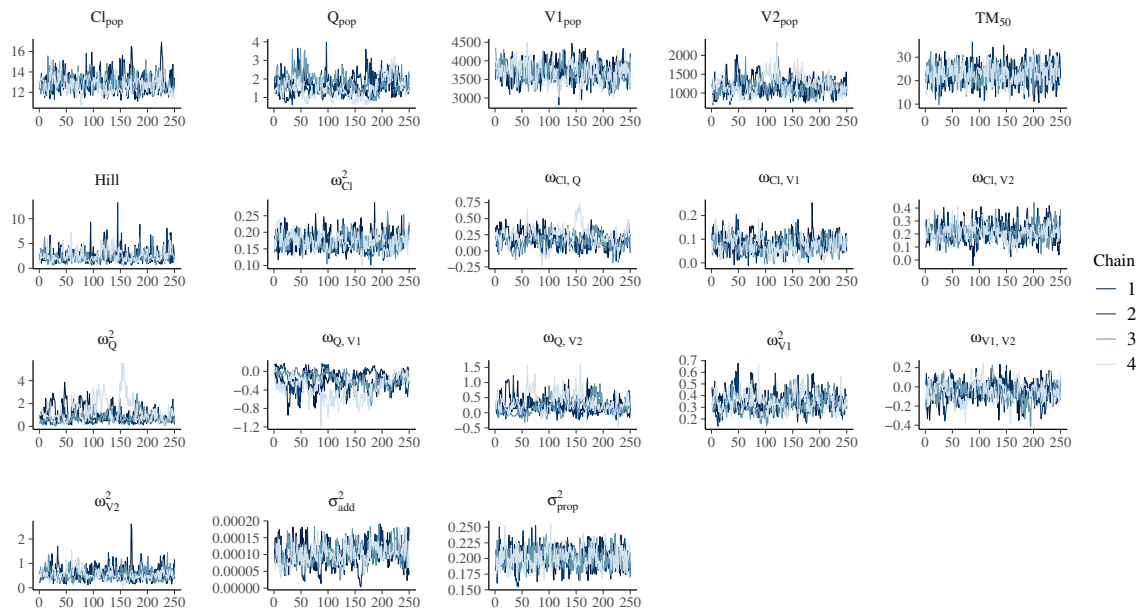 Cl_pop Q_pop V1_pop V2_pop TM_50
16 14 12 4 3 2 1 4500 4000 3500 3000 2000 1500 1000 30 20 10
0 50 100 150 200 250 0 50 100 150 200 250 0 50 100 150 200 250 0 50 100 150 200 250 0 50 100 150 200 250
Hill ω²_Cl ω_Cl, Q ω_Cl, V1 ω_Cl, V2
10 5 0 0.25 0.20 0.15 0.10 0.75 0.50 0.25 0.00 −0.25 0.2 0.1 0.0 0.4 0.3 0.2 0.1 0.0
0 50 100 150 200 250 0 50 100 150 200 250 0 50 100 150 200 250 0 50 100 150 200 250 0 50 100 150 200 250
Chain
1
2
3
4
ω²_Q ω_Q, V1 ω_Q, V2 ω²_V1 ω_V1, V2
4 2 0 0.0 −0.4 −0.8 −1.2 1.5 1.0 0.5 0.0 −0.5 0.7 0.6 0.5 0.4 0.3 0.2 0.2 0.0 −0.2 −0.4
0 50 100 150 200 250 0 50 100 150 200 250 0 50 100 150 200 250 0 50 100 150 200 250 0 50 100 150 200 250
ω²_V2 σ²_add σ²_prop
2 1 0 0.00020 0.00015 0.00010 0.00005 0.00000 0.250 0.225 0.200 0.175 0.150
0 50 100 150 200 250 0 50 100 150 200 250 0 50 100 150 200 250